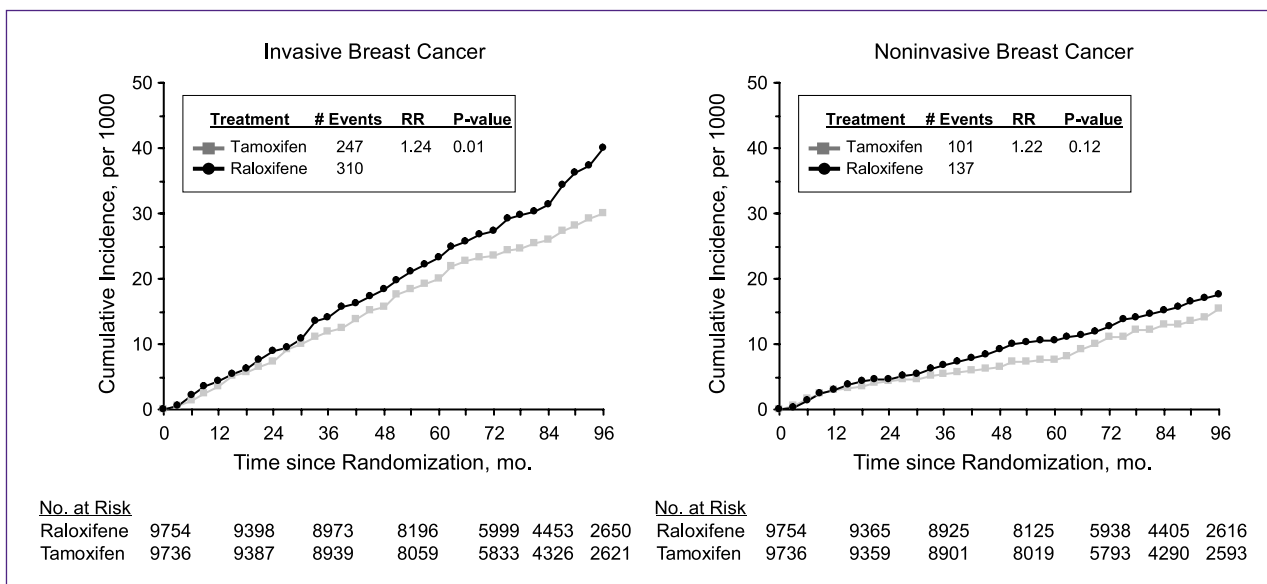 Invasive Breast Cancer
Cumulative Incidence, per 1000
50
40
30
20
10
0
Treatment # Events RR P-value
Tamoxifen 247 1.24 0.01
Raloxifene 310
0 12 24 36 48 60 72 84 96
Time since Randomization, mo.
No. at Risk
Raloxifene 9754 9398 8973 8196 5999 4453 2650
Tamoxifen 9736 9387 8939 8059 5833 4326 2621
Noninvasive Breast Cancer
Cumulative Incidence, per 1000
50
40
30
20
10
0
Treatment # Events RR P-value
Tamoxifen 101 1.22 0.12
Raloxifene 137
0 12 24 36 48 60 72 84 96
Time since Randomization, mo.
No. at Risk
Raloxifene 9754 9365 8925 8125 5938 4405 2616
Tamoxifen 9736 9359 8901 8019 5793 4290 2593